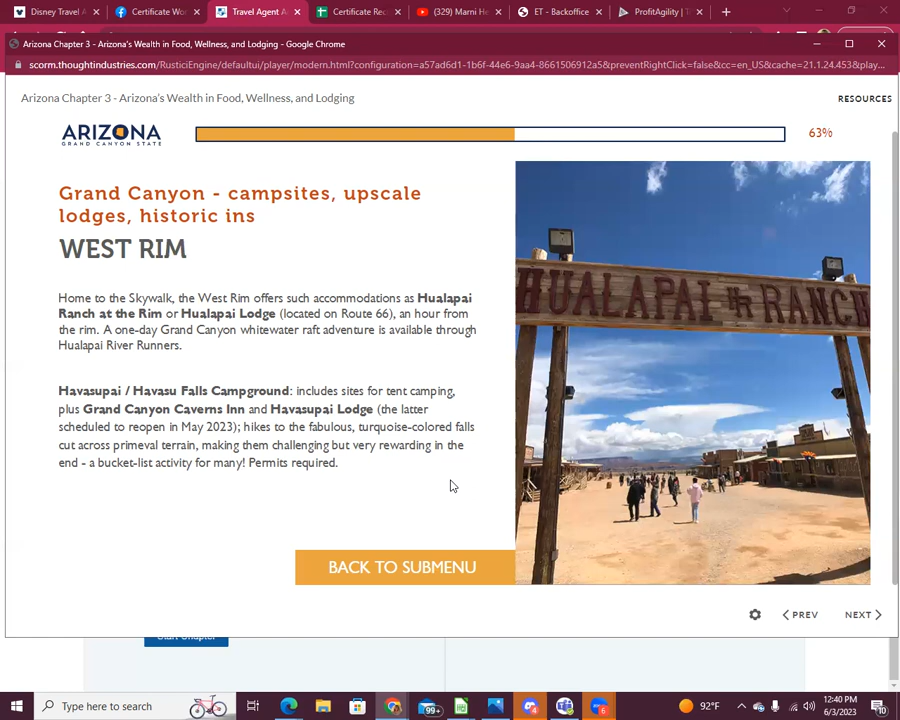 Disney Travel A
Certificate Wor
Travel Agent A
Certificate Rec
(329) Marni He
ET - Backoffice
ProfitAgility | T
Arizona Chapter 3 - Arizona's Wealth in Food, Wellness, and Lodging - Google Chrome
scorm.thoughtindustries.com/RusticiEngine/defaultui/player/modern.html?configuration=a57ad6d1-1b6f-44e6-9aa4-8661506912a5&preventRightClick=false&cc=en_US&cache=21.1.24.453&play...
Arizona Chapter 3 - Arizona's Wealth in Food, Wellness, and Lodging
RESOURCES
ARIZONA
GRAND CANYON STATE
63%
Grand Canyon - campsites, upscale
lodges, historic ins
WEST RIM
Home to the Skywalk, the West Rim offers such accommodations as Hualapai
Ranch at the Rim or Hualapai Lodge (located on Route 66), an hour from
the rim. A one-day Grand Canyon whitewater raft adventure is available through
Hualapai River Runners.
Havasupai / Havasu Falls Campground: includes sites for tent camping,
plus Grand Canyon Caverns Inn and Havasupai Lodge (the latter
scheduled to reopen in May 2023); hikes to the fabulous, turquoise-colored falls
cut across primeval terrain, making them challenging but very rewarding in the
end - a bucket-list activity for many! Permits required.
HUALAPAI RANCH
BACK TO SUBMENU
PREV
NEXT
Start Chapter
Type here to search
99+
4
6
92°F
12:40 PM
6/3/2023
10